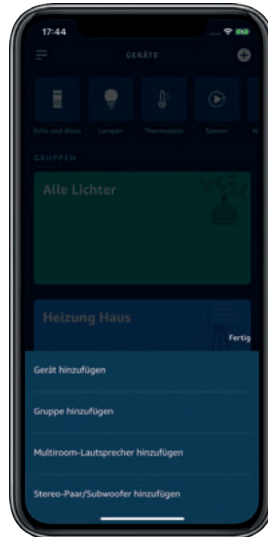 17:44
GERÄTE
Echo und Alexa
Lampen
Thermostate
Szenen
GRUPPEN
Alle Lichter
Heizung Haus
Fertig
Gerät hinzufügen
Gruppe hinzufügen
Multiroom-Lautsprecher hinzufügen
Stereo-Paar/Subwoofer hinzufügen